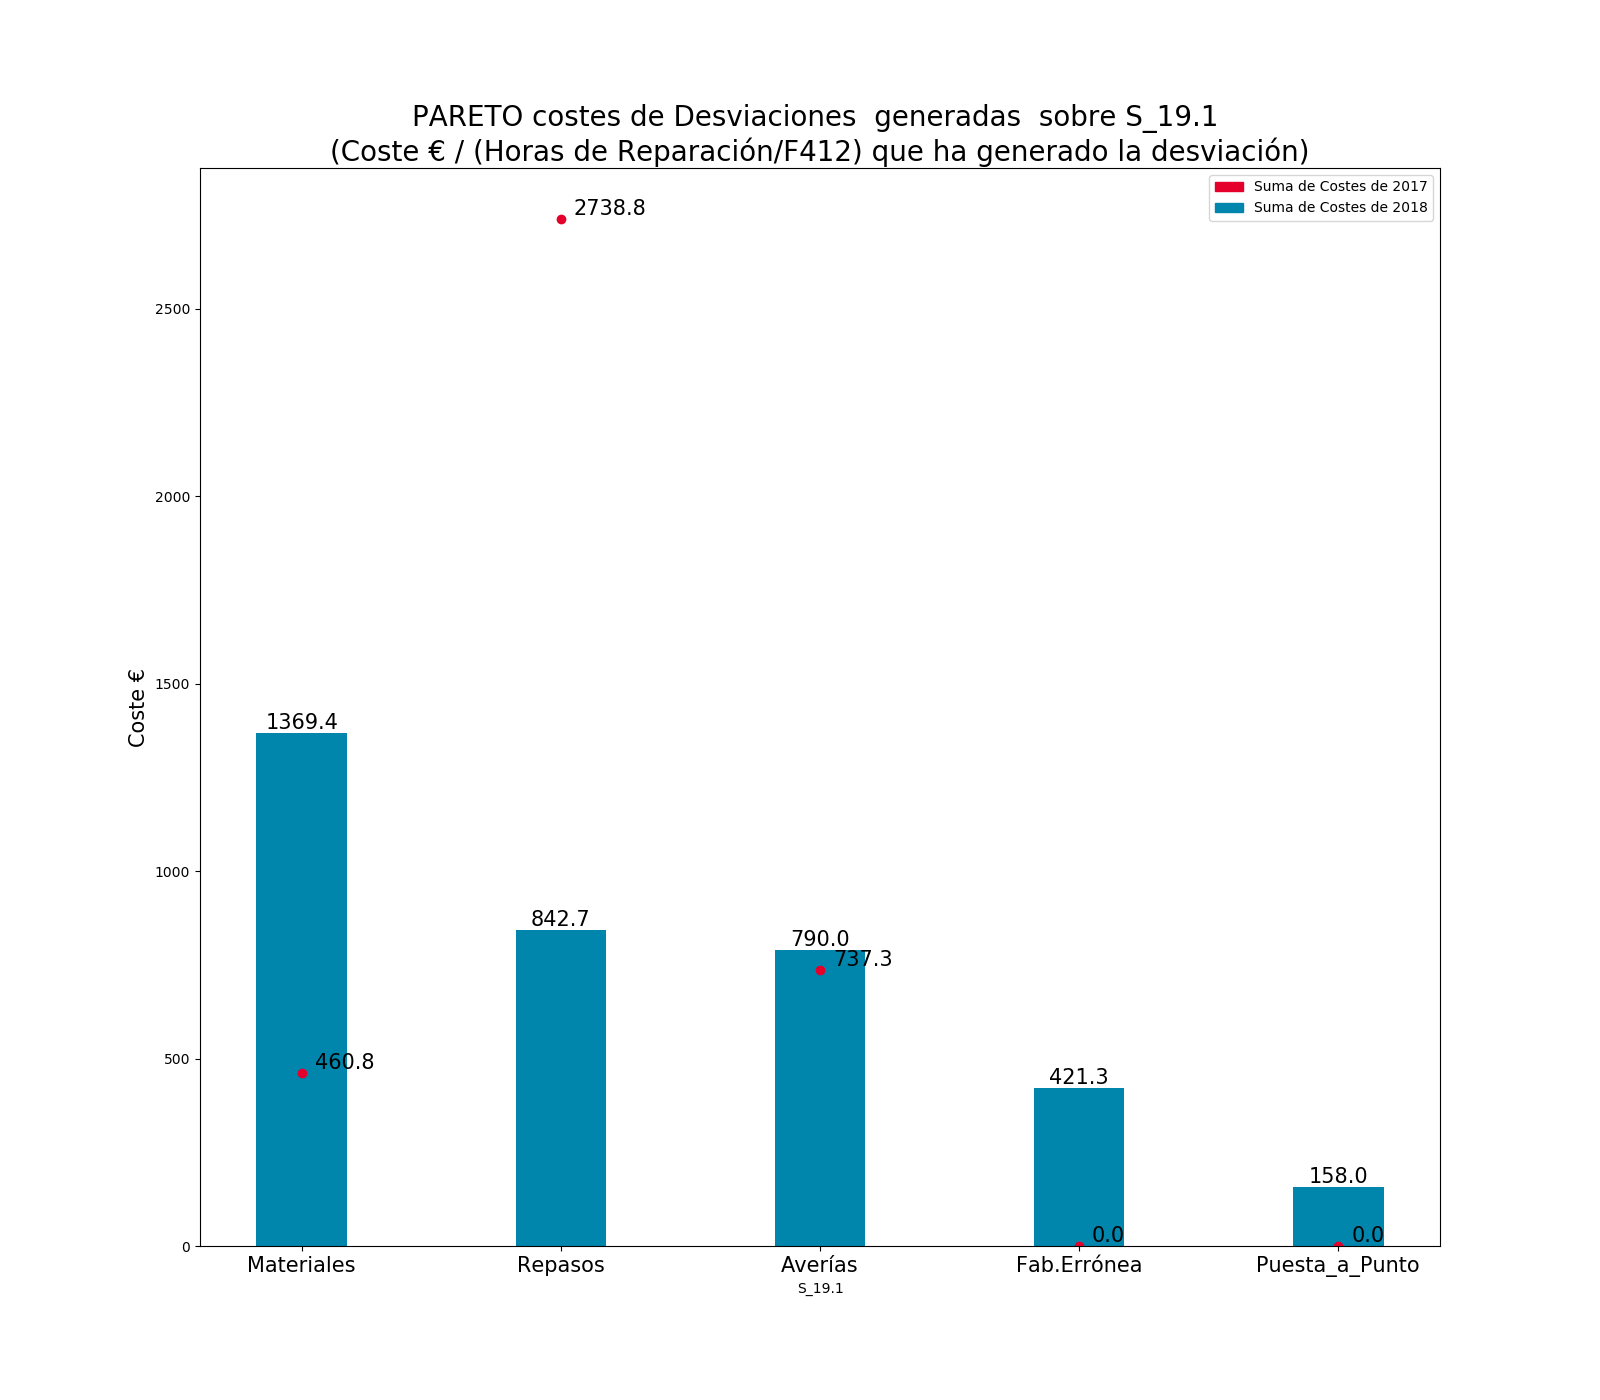 PARETO costes de Desviaciones  generadas  sobre S_19.1
(Coste € / (Horas de Reparación/F412) que ha generado la desviación)
Suma de Costes de 2017
Suma de Costes de 2018
2738.8
2500
2000
1500
1000
500
0
Coste €
1369.4
842.7
790.0
737.3
460.8
421.3
158.0
0.0
0.0
Materiales
Repasos
Averías
Fab.Errónea
Puesta_a_Punto
S_19.1